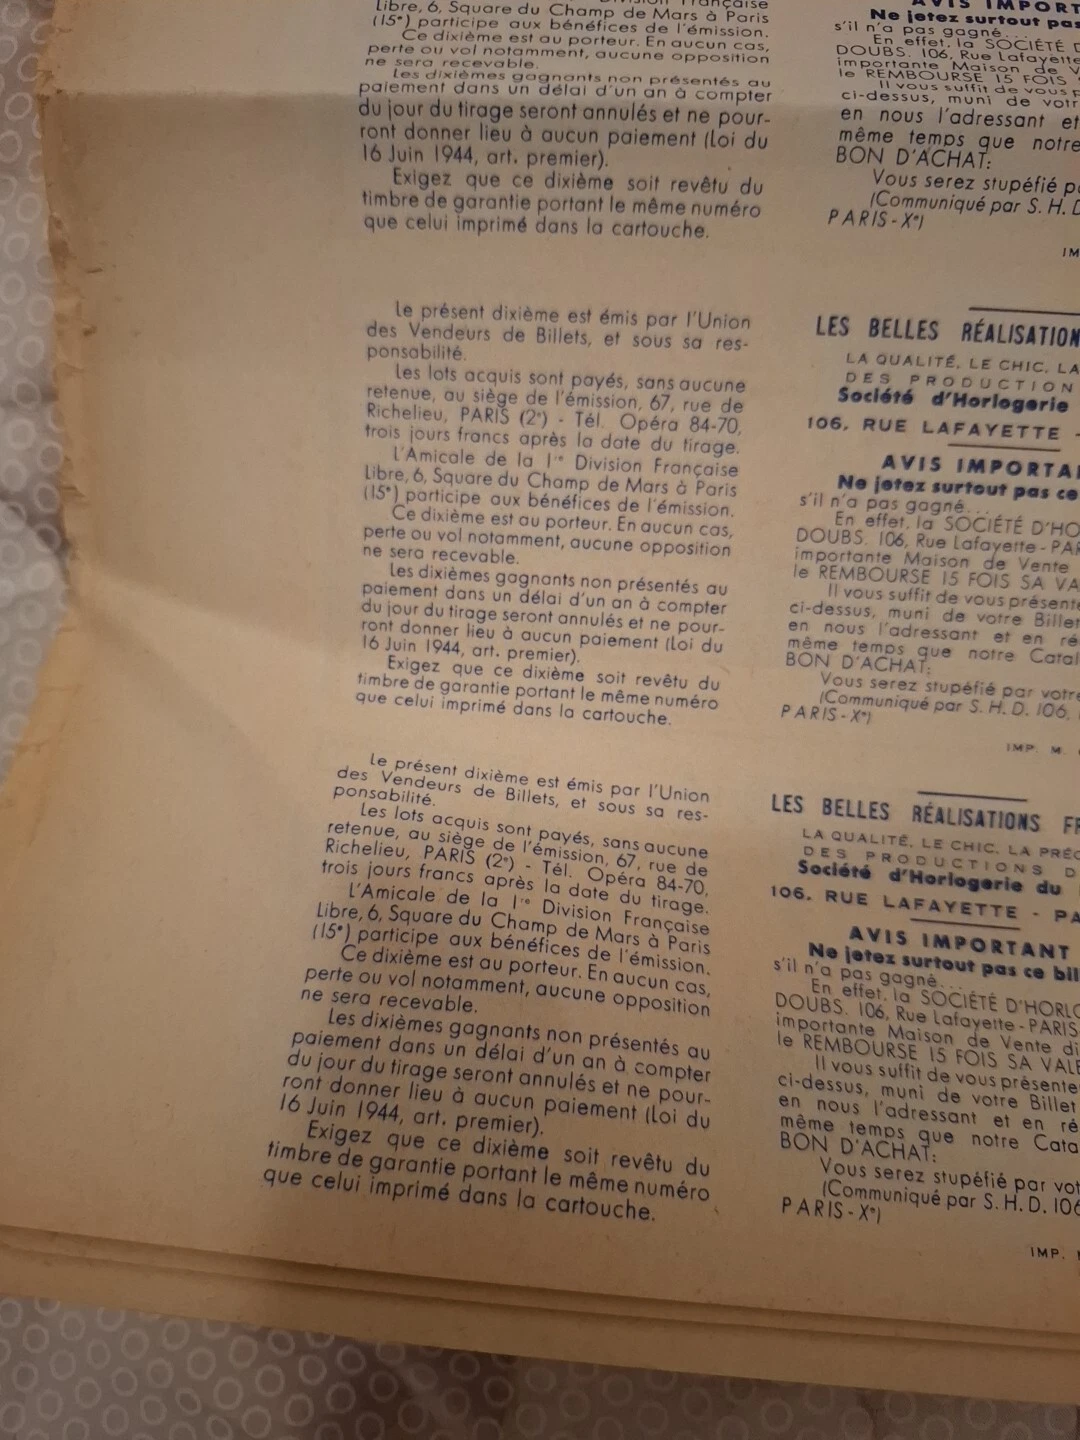 Libre, 6, Square du Champ de Mars à Paris
(15e) participe aux bénéfices de l'émission.
Ce dixième est au porteur. En aucun cas,
perte ou vol notamment, aucune opposition
ne sera recevable.
Les dixièmes gagnants non présentés au
paiement dans un délai d'un an à compter
du jour du tirage seront annulés et ne pour-
ront donner lieu à aucun paiement (Loi du
16 Juin 1944, art. premier).
Exigez que ce dixième soit revêtu du
timbre de garantie portant le même numéro
que celui imprimé dans la cartouche.
AVIS IMPORT
Ne jetez surtout pas
s'il n'a pas gagné...
En effet, la SOCIÉTÉ D
DOUBS. 106, Rue Lafayette
importante Maison de V
le REMBOURSE 15 FOIS
Il vous suffit de vous p
ci-dessus, muni de votr
en nous l'adressant et
même temps que notre
BON D'ACHAT:
Vous serez stupéfié p
(Communiqué par S. H. D
PARIS-Xe)
IM
Le présent dixième est émis par l'Union
des Vendeurs de Billets, et sous sa res-
ponsabilité.
Les lots acquis sont payés, sans aucune
retenue, au siège de l'émission, 67, rue de
Richelieu, PARIS (2e) - Tél. Opéra 84-70,
trois jours francs après la date du tirage.
L'Amicale de la 1re Division Française
Libre, 6, Square du Champ de Mars à Paris
(15e) participe aux bénéfices de l'émission.
Ce dixième est au porteur. En aucun cas,
perte ou vol notamment, aucune opposition
ne sera recevable.
Les dixièmes gagnants non présentés au
paiement dans un délai d'un an à compter
du jour du tirage seront annulés et ne pour-
ront donner lieu à aucun paiement (Loi du
16 Juin 1944, art. premier).
Exigez que ce dixième soit revêtu du
timbre de garantie portant le même numéro
que celui imprimé dans la cartouche.
LES BELLES RÉALISATION
LA QUALITÉ, LE CHIC, LA
DES PRODUCTION
Société d'Horlogerie
106, RUE LAFAYETTE -
AVIS IMPORTA
Ne jetez surtout pas ce
s'il n'a pas gagné...
En effet, la SOCIÉTÉ D'HO
DOUBS. 106, Rue Lafayette - PAR
importante Maison de Vente
le REMBOURSE 15 FOIS SA VA
Il vous suffit de vous présente
ci-dessus, muni de votre Billet
en nous l'adressant et en ré
même temps que notre Catal
BON D'ACHAT:
Vous serez stupéfié par votre
(Communiqué par S. H. D. 106,
PARIS-Xe)
IMP. M.
Le présent dixième est émis par l'Union
des Vendeurs de Billets, et sous sa res-
ponsabilité.
Les lots acquis sont payés, sans aucune
retenue, au siège de l'émission, 67, rue de
Richelieu, PARIS (2e) - Tél. Opéra 84-70,
trois jours francs après la date du tirage.
L'Amicale de la 1re Division Française
Libre, 6, Square du Champ de Mars à Paris
(15e) participe aux bénéfices de l'émission.
Ce dixième est au porteur. En aucun cas,
perte ou vol notamment, aucune opposition
ne sera recevable.
Les dixièmes gagnants non présentés au
paiement dans un délai d'un an à compter
du jour du tirage seront annulés et ne pour-
ront donner lieu à aucun paiement (Loi du
16 Juin 1944, art. premier).
Exigez que ce dixième soit revêtu du
timbre de garantie portant le même numéro
que celui imprimé dans la cartouche.
LES BELLES RÉALISATIONS F
LA QUALITÉ, LE CHIC, LA PRÉC
DES PRODUCTIONS D
Société d'Horlogerie du
106, RUE LAFAYETTE - PA
AVIS IMPORTANT
Ne jetez surtout pas ce bil
s'il n'a pas gagné...
En effet, la SOCIÉTÉ D'HORLO
DOUBS. 106, Rue Lafayette - PARIS
importante Maison de Vente di
le REMBOURSE 15 FOIS SA VALE
Il vous suffit de vous présente
ci-dessus, muni de votre Billet
en nous l'adressant et en ré
même temps que notre Cata
BON D'ACHAT:
Vous serez stupéfié par vot
(Communiqué par S. H. D. 106
PARIS-Xe)
IMP.